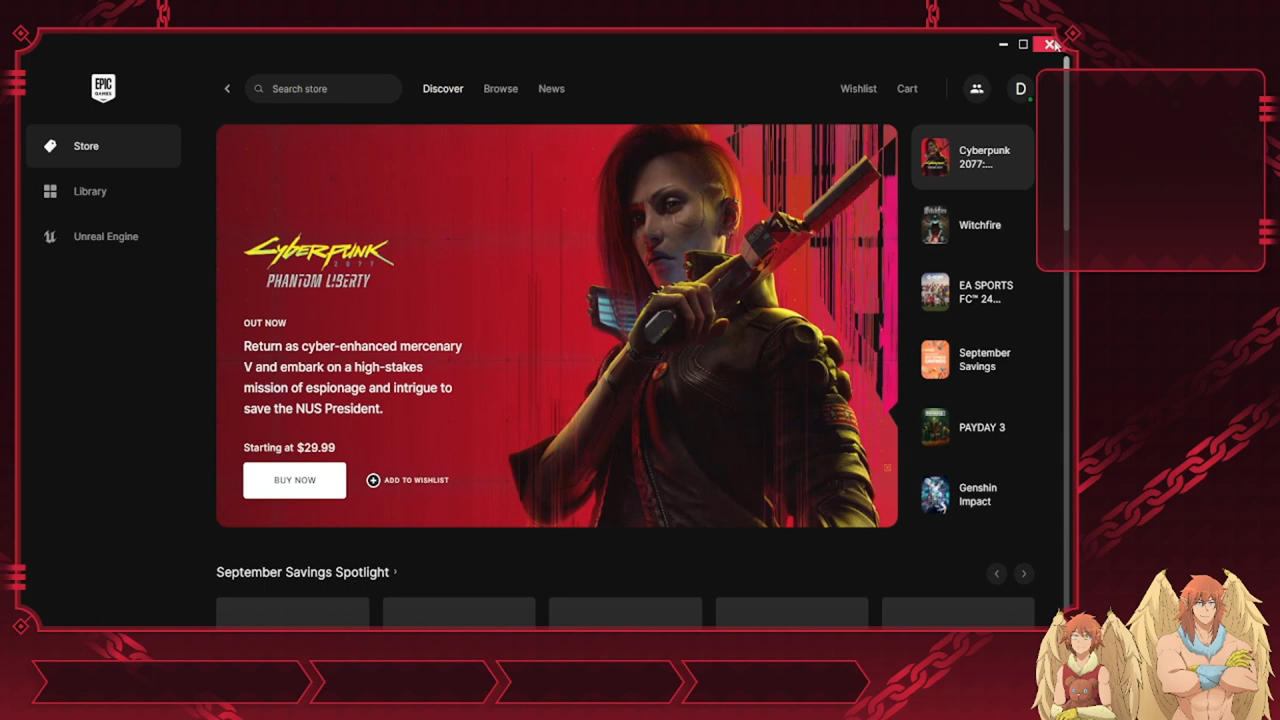 EPIC
GAMES
Search store
Discover
Browse
News
Wishlist
Cart
D
Store
Library
Unreal Engine
CYBERPUNK
2077
PHANTOM LIBERTY
OUT NOW
Return as cyber-enhanced mercenary
V and embark on a high-stakes
mission of espionage and intrigue to
save the NUS President.
Starting at $29.99
BUY NOW
ADD TO WISHLIST
Cyberpunk
2077:...
Witchfire
EA SPORTS
FC™ 24...
September
Savings
PAYDAY 3
Genshin
Impact
September Savings Spotlight